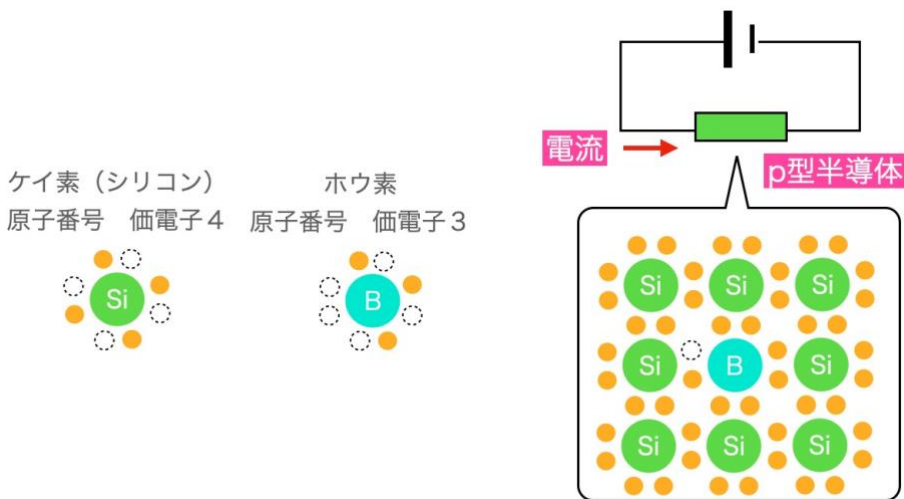 ケイ素（シリコン）
原子番号　価電子４
Si
ホウ素
原子番号　価電子３
B
電流
p型半導体
Si Si Si
Si B Si
Si Si Si